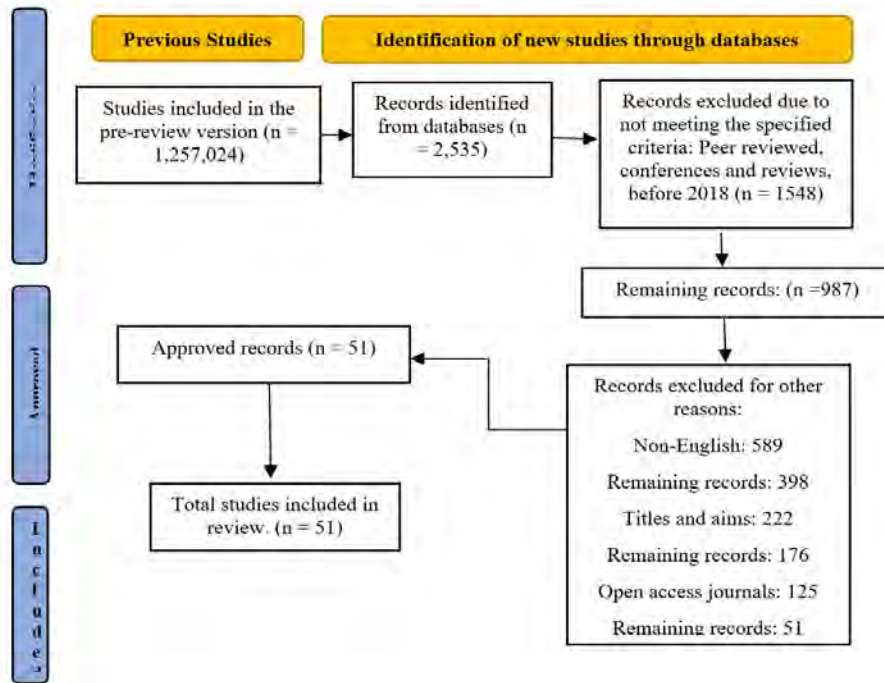 Previous Studies
Identification of new studies through databases
Studies included in the
pre-review version (n =
1,257,024)
Records identified
from databases (n
= 2,535)
Records excluded due to
not meeting the specified
criteria: Peer reviewed,
conferences and reviews,
before 2018 (n = 1548)
Remaining records: (n =987)
Approved records (n = 51)
Records excluded for other
reasons:
Non-English: 589
Remaining records: 398
Titles and aims: 222
Remaining records: 176
Open access journals: 125
Remaining records: 51
Total studies included in
review. (n = 51)
Approved